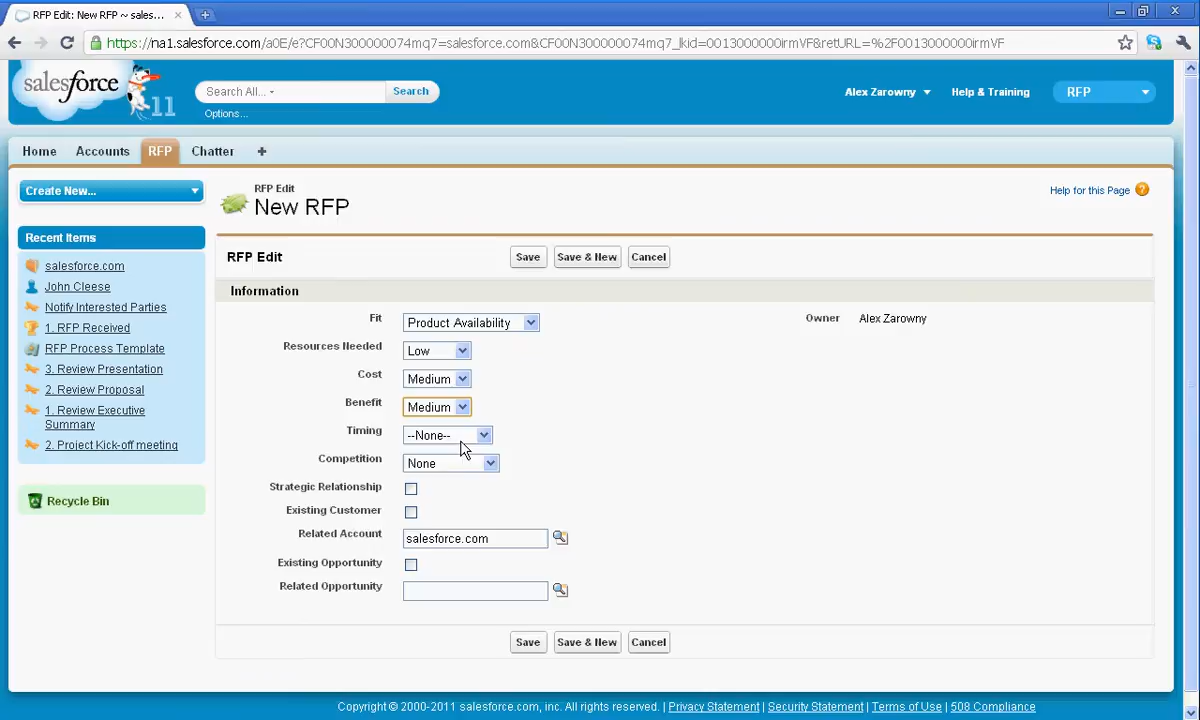 RFP Edit: New RFP ~ sales...
https://na1.salesforce.com/a0E/e?CF00N300000074mq7=salesforce.com&CF00N300000074mq7_lkid=0013000000irmVF&retURL=%2F0013000000irmVF
salesforce
11
Search All...
Search
Options...
Alex Zarowny
Help & Training
RFP
Home
Accounts
RFP
Chatter
Create New...
Recent Items
salesforce.com
John Cleese
Notify Interested Parties
1. RFP Received
RFP Process Template
3. Review Presentation
2. Review Proposal
1. Review Executive
Summary
2. Project Kick-off meeting
Recycle Bin
RFP Edit
New RFP
Help for this Page
RFP Edit
Save
Save & New
Cancel
Information
Fit
Product Availability
Owner
Alex Zarowny
Resources Needed
Low
Cost
Medium
Benefit
Medium
Timing
--None--
Competition
None
Strategic Relationship
Existing Customer
Related Account
salesforce.com
Existing Opportunity
Related Opportunity
Save
Save & New
Cancel
Copyright © 2000-2011 salesforce.com, inc. All rights reserved. | Privacy Statement | Security Statement | Terms of Use | 508 Compliance